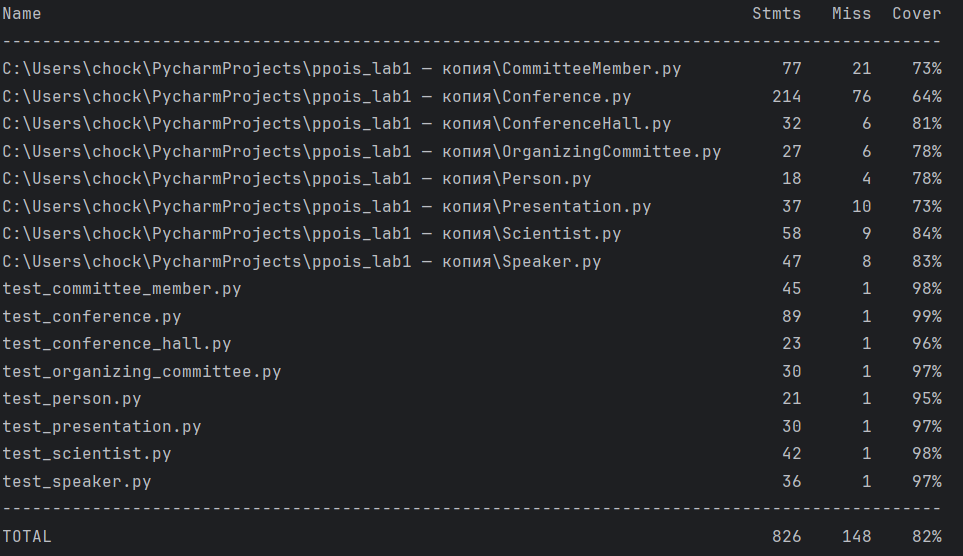 Name Stmts Miss Cover
----------------------------------------------------------------------------------------------
C:\Users\chock\PycharmProjects\ppois_lab1 — копия\CommitteeMember.py 77 21 73%
C:\Users\chock\PycharmProjects\ppois_lab1 — копия\Conference.py 214 76 64%
C:\Users\chock\PycharmProjects\ppois_lab1 — копия\ConferenceHall.py 32 6 81%
C:\Users\chock\PycharmProjects\ppois_lab1 — копия\OrganizingCommittee.py 27 6 78%
C:\Users\chock\PycharmProjects\ppois_lab1 — копия\Person.py 18 4 78%
C:\Users\chock\PycharmProjects\ppois_lab1 — копия\Presentation.py 37 10 73%
C:\Users\chock\PycharmProjects\ppois_lab1 — копия\Scientist.py 58 9 84%
C:\Users\chock\PycharmProjects\ppois_lab1 — копия\Speaker.py 47 8 83%
test_committee_member.py 45 1 98%
test_conference.py 89 1 99%
test_conference_hall.py 23 1 96%
test_organizing_committee.py 30 1 97%
test_person.py 21 1 95%
test_presentation.py 30 1 97%
test_scientist.py 42 1 98%
test_speaker.py 36 1 97%
----------------------------------------------------------------------------------------------
TOTAL 826 148 82%